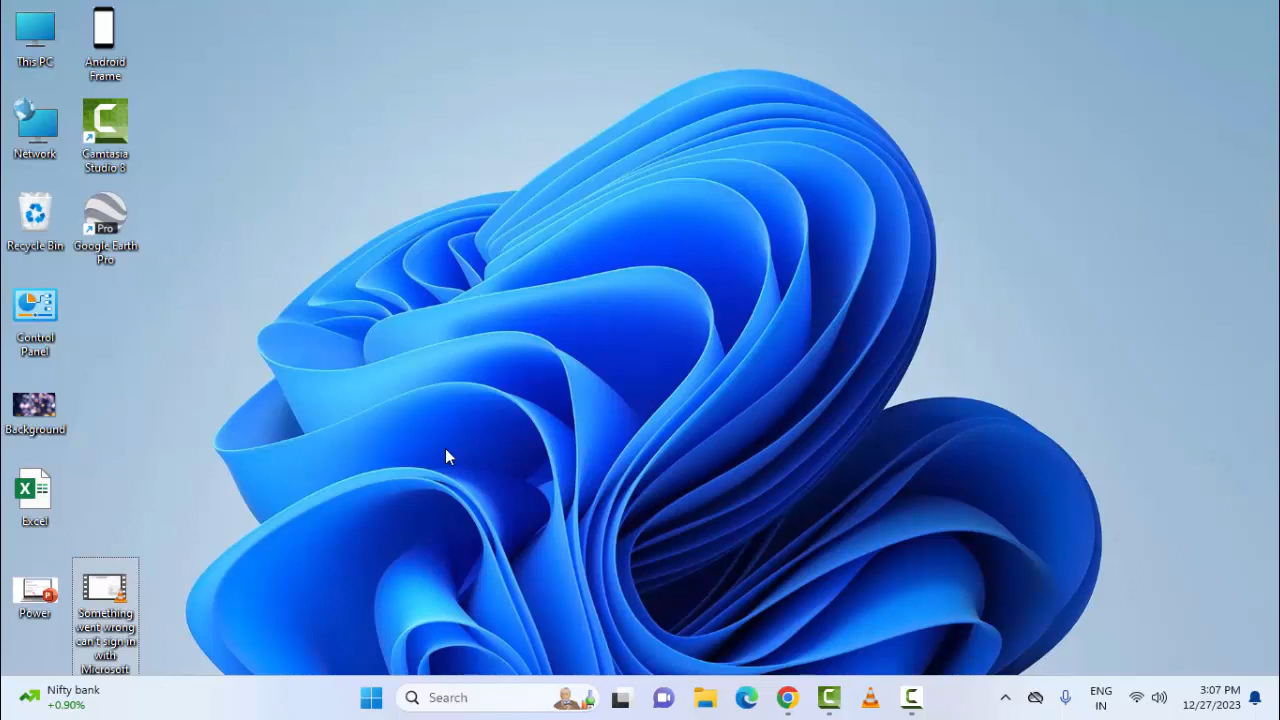 This PC
Android
Frame
Network
Camtasia
Studio 8
Recycle Bin
Pro
Google Earth
Pro
Control
Panel
Background
Excel
Power
Something
went wrong
can't sign in
with
Microsoft
Nifty bank
+0.90%
Search
ENG
IN
3:07 PM
12/27/2023